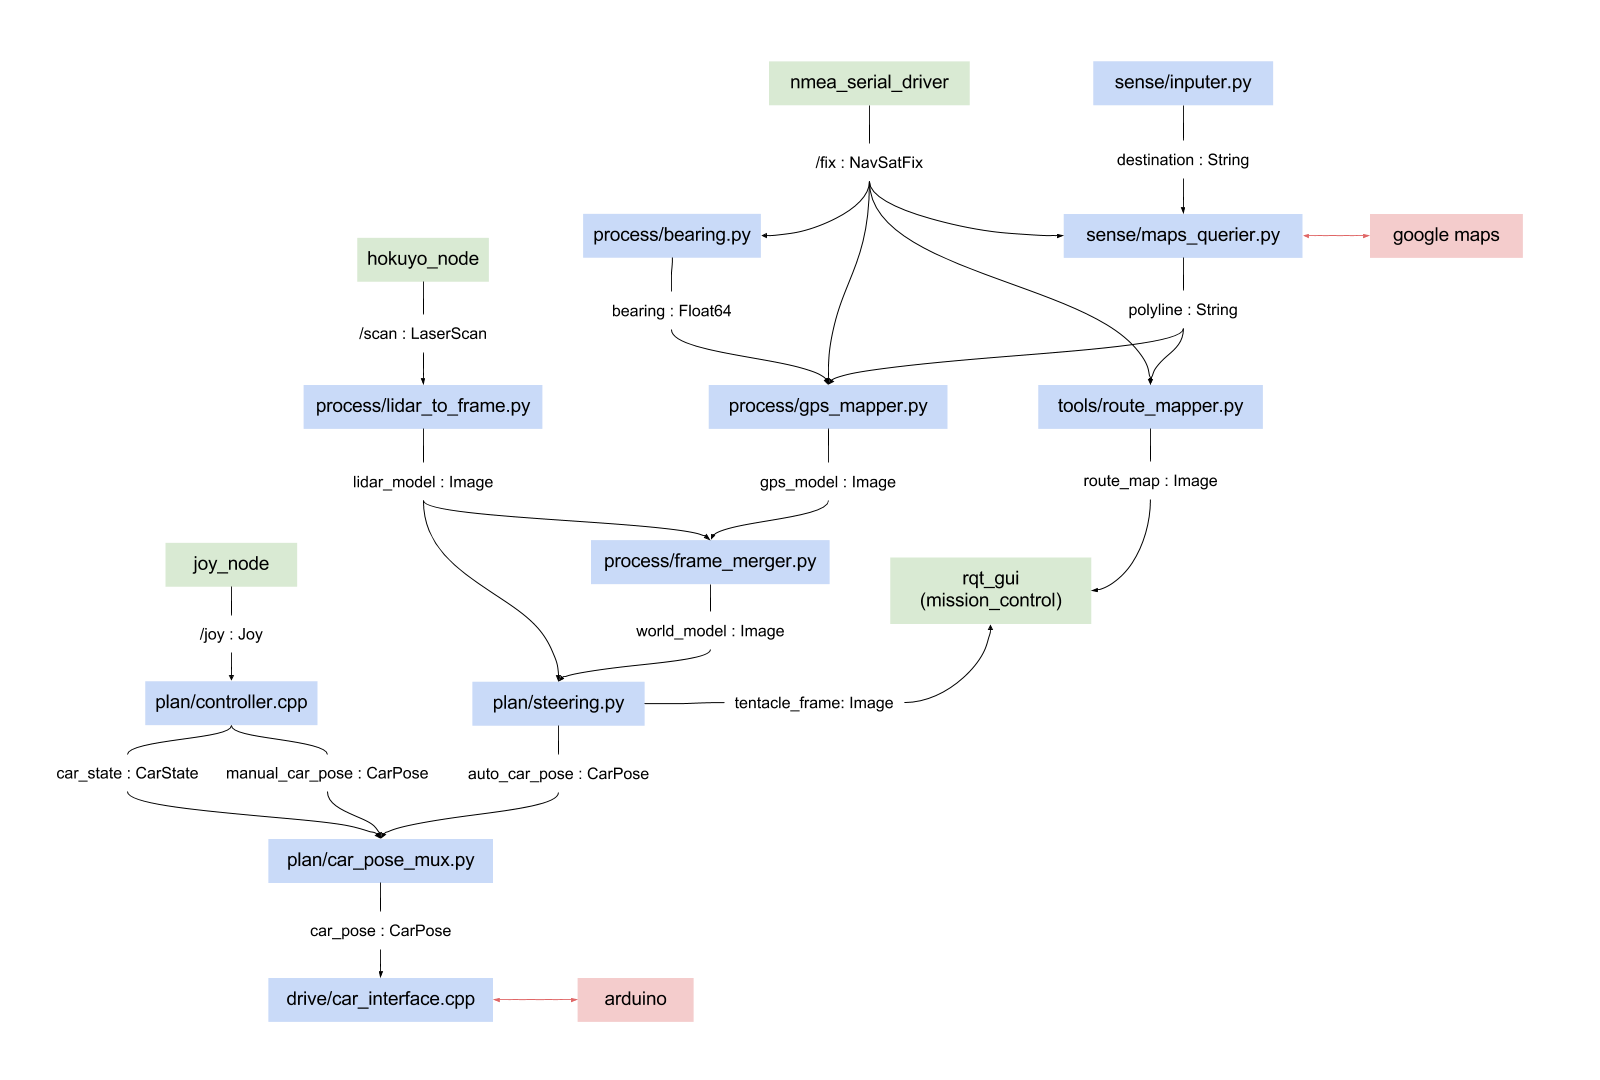 nmea_serial_driver
sense/inputer.py
/fix : NavSatFix
destination : String
process/bearing.py
sense/maps_querier.py
google maps
hokuyo_node
bearing : Float64
polyline : String
/scan : LaserScan
process/lidar_to_frame.py
process/gps_mapper.py
tools/route_mapper.py
lidar_model : Image
gps_model : Image
route_map : Image
joy_node
process/frame_merger.py
rqt_gui
(mission_control)
/joy : Joy
world_model : Image
plan/controller.cpp
plan/steering.py
tentacle_frame: Image
car_state : CarState
manual_car_pose : CarPose
auto_car_pose : CarPose
plan/car_pose_mux.py
car_pose : CarPose
drive/car_interface.cpp
arduino